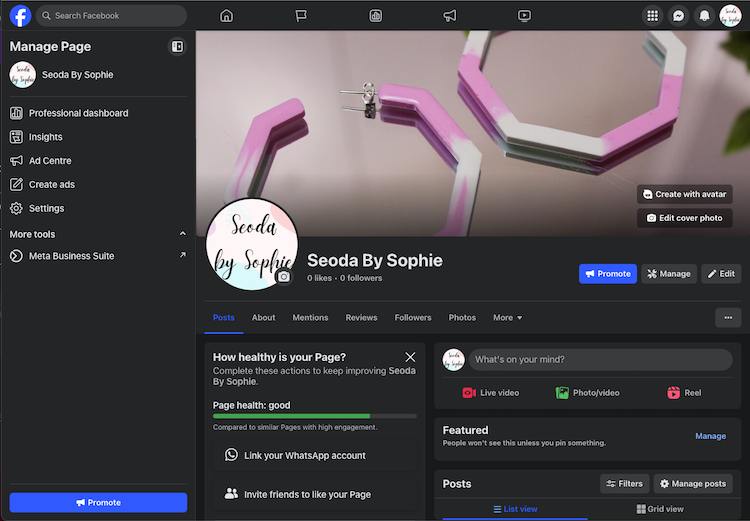 Search Facebook
Manage Page
Seoda
by Sophie
Seoda By Sophie
Professional dashboard
Insights
Ad Centre
Create ads
Settings
More tools
Meta Business Suite
Promote
Create with avatar
Edit cover photo
Seoda
by Sophie
Seoda By Sophie
0 likes • 0 followers
Promote
Manage
Edit
Posts
About
Mentions
Reviews
Followers
Photos
More
How healthy is your Page?
Complete these actions to keep improving Seoda
By Sophie.
Page health: good
Compared to similar Pages with high engagement.
Link your WhatsApp account
Invite friends to like your Page
What's on your mind?
Live video
Photo/video
Reel
Featured
People won't see this unless you pin something.
Manage
Posts
Filters
Manage posts
List view
Grid view